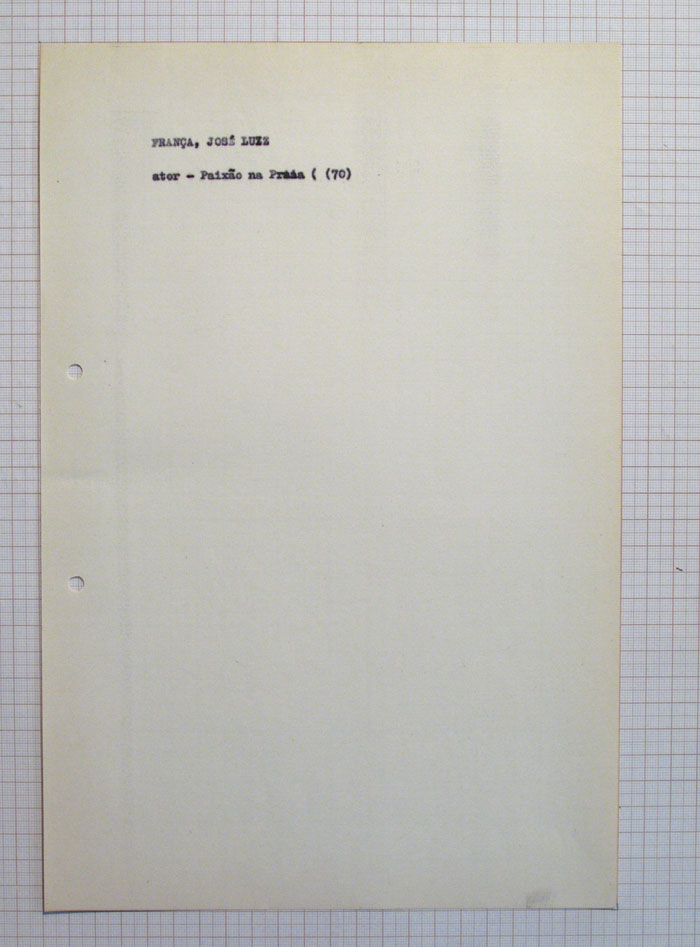 FRANÇA, JOSÉ LUIZ
ator - Paixão na Praia ( (70)